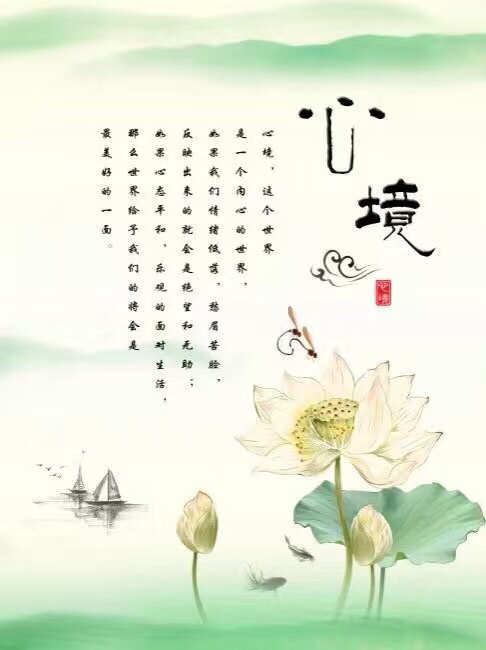 心境
心境
心境，这个世界
是一个内心的世界，
如果我们情绪低落，愁眉苦脸，
反映出来的就会是绝望和无助；
如果心态平和，乐观的面对生活，
那么世界给予我们的将会是
最美好的一面。